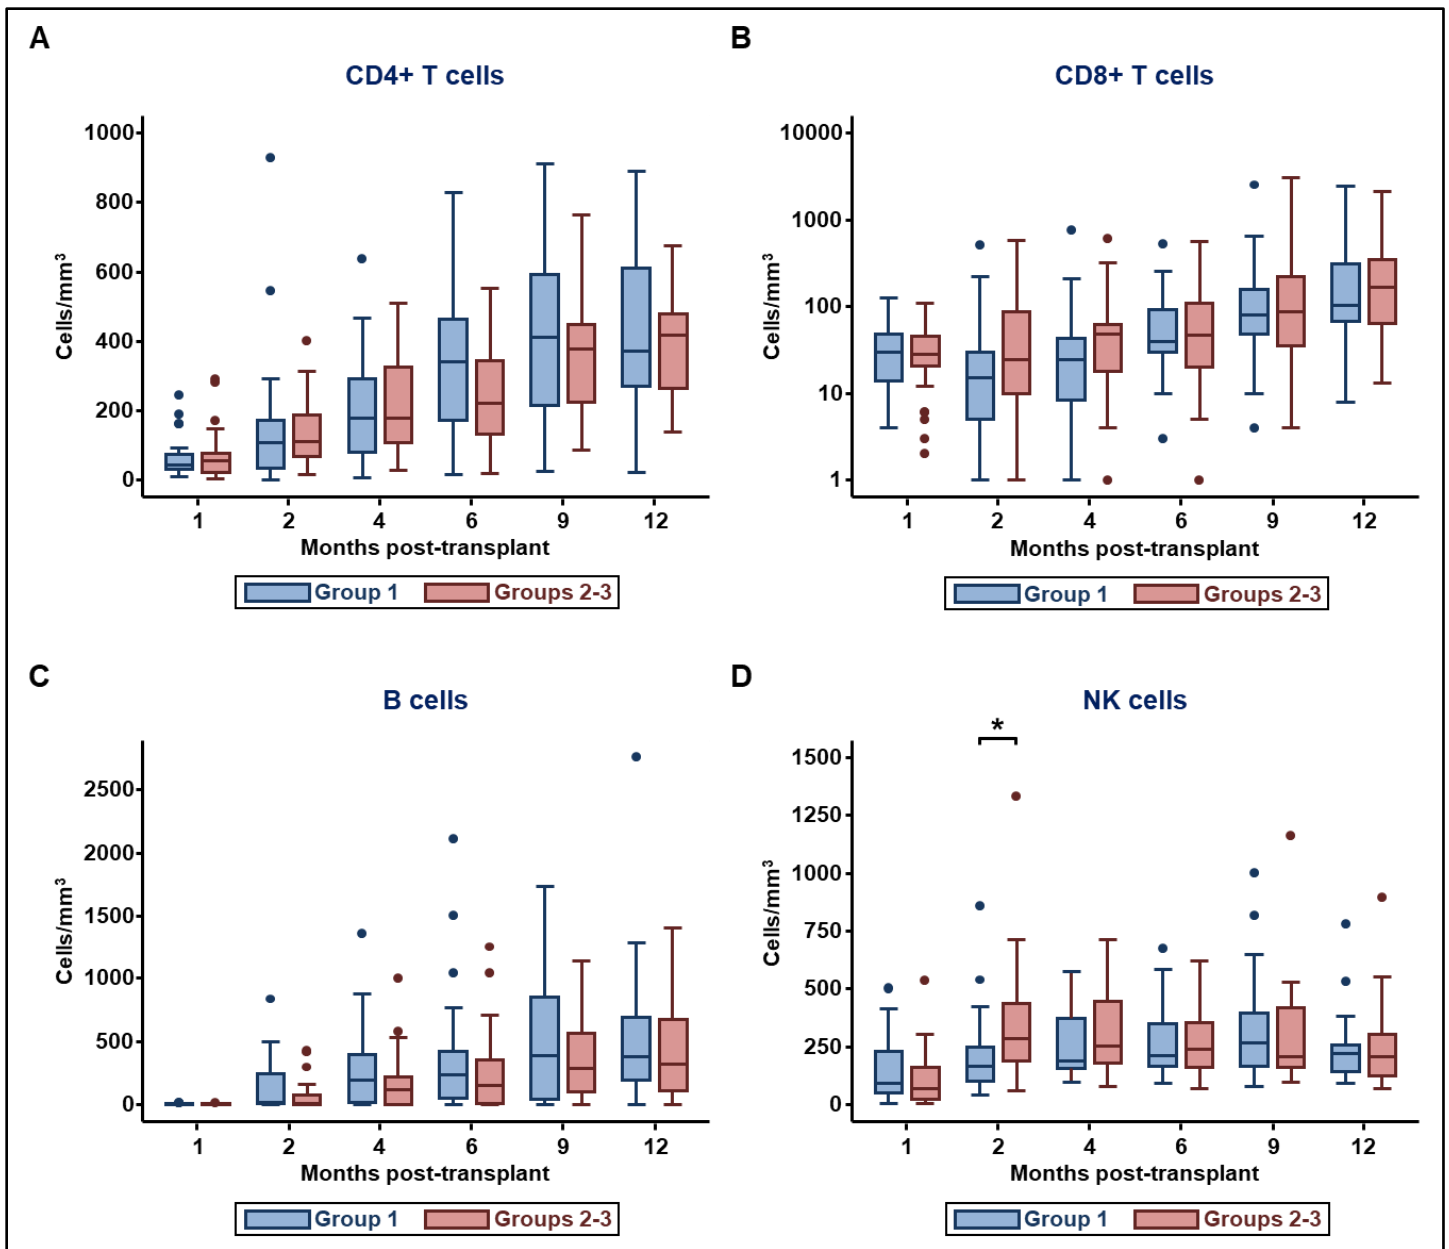 A
CD4+ T cells
1000
800
600
400
200
0
Cells/mm³
1 2 4 6 9 12
Months post-transplant
Group 1 Groups 2-3
B
CD8+ T cells
10000
1000
100
10
1
Cells/mm³
1 2 4 6 9 12
Months post-transplant
Group 1 Groups 2-3
C
B cells
2500
2000
1500
1000
500
0
Cells/mm³
1 2 4 6 9 12
Months post-transplant
Group 1 Groups 2-3
D
NK cells
*
1500
1250
1000
750
500
250
0
Cells/mm³
1 2 4 6 9 12
Months post-transplant
Group 1 Groups 2-3